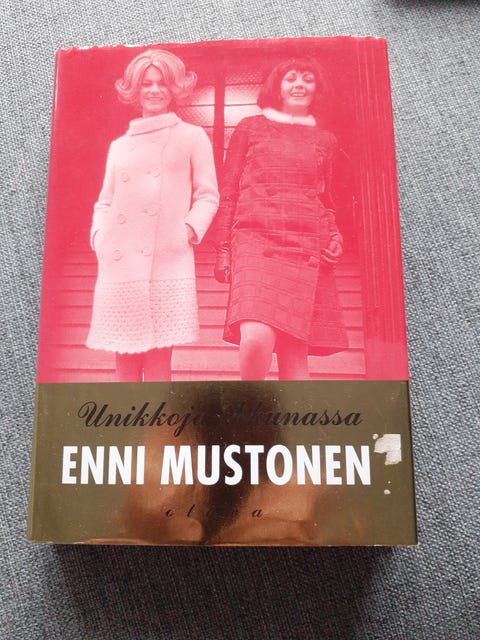 Unikkoja ikkunassa
ENNI MUSTONEN
otava